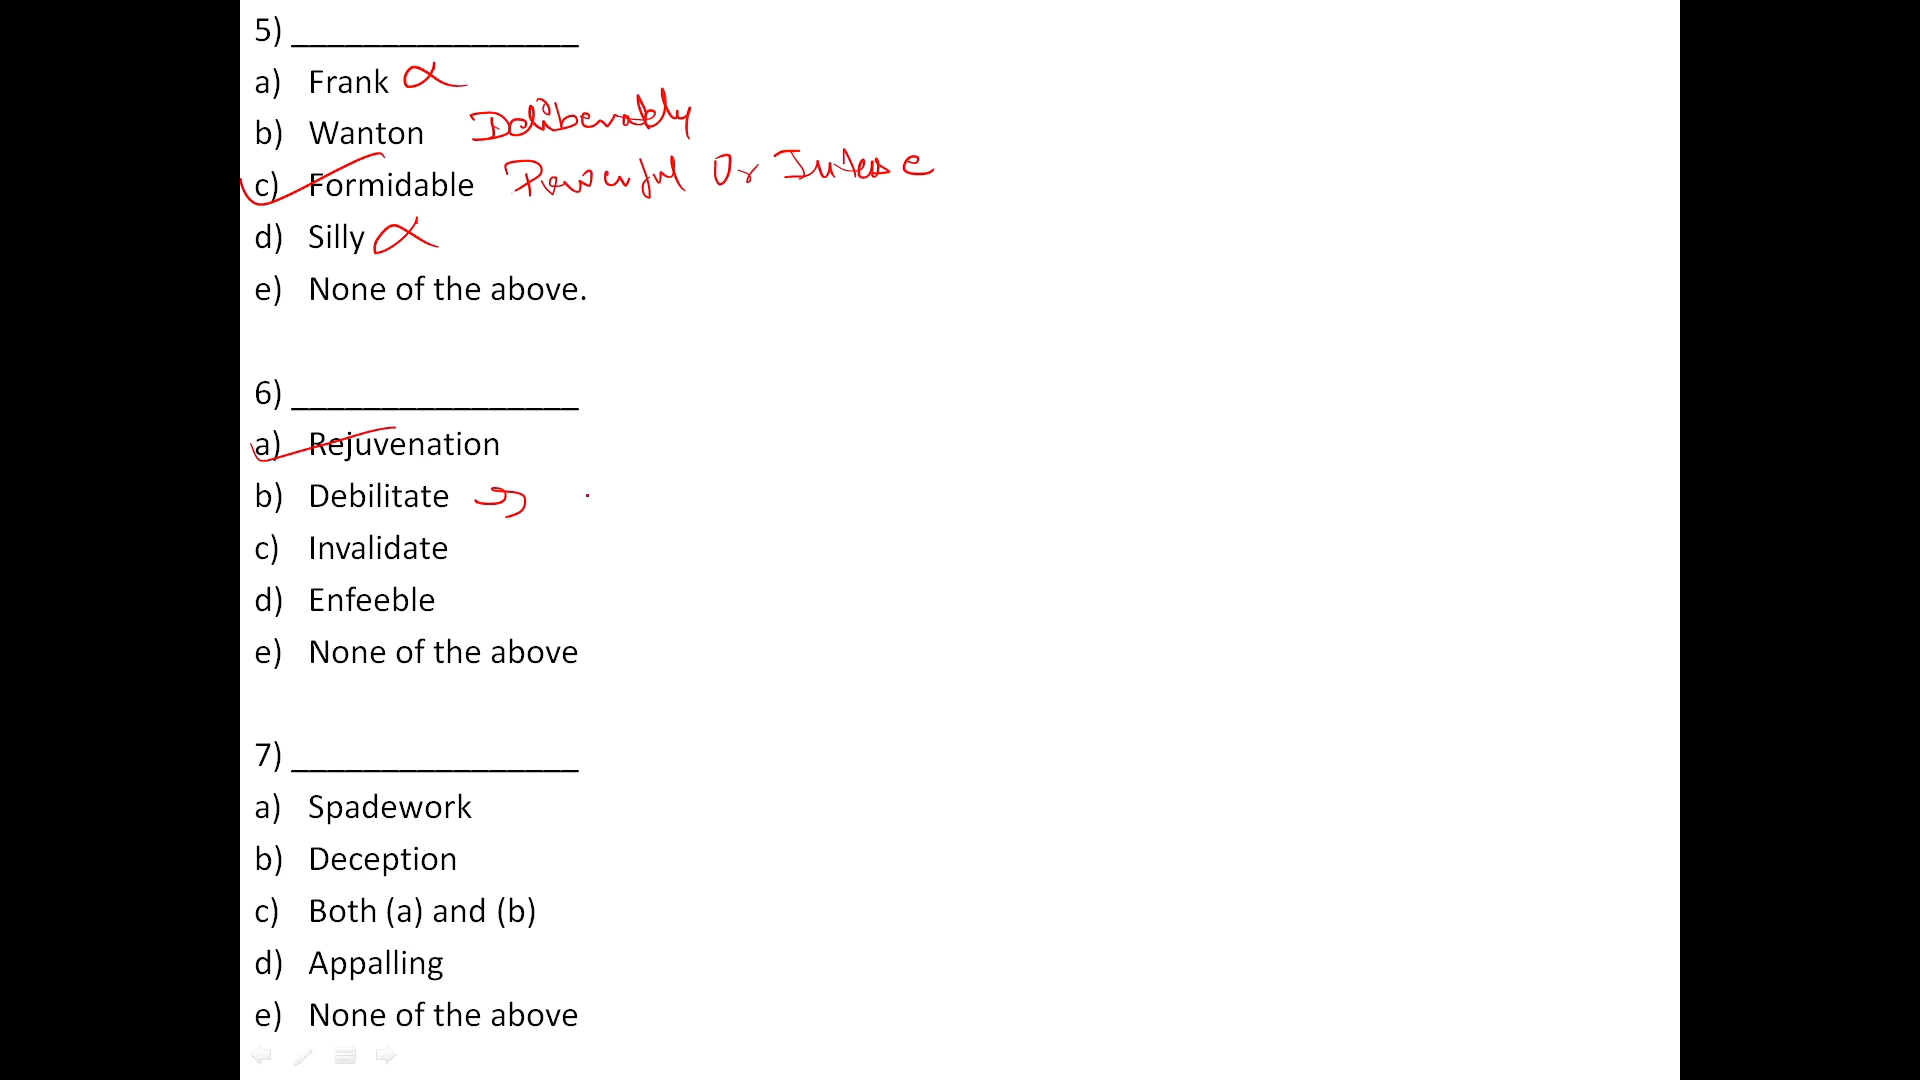 5) ________________
a) Frank
b) Wanton Deliberately
c) Formidable Powerful Or Intense
d) Silly
e) None of the above.
6) ________________
a) Rejuvenation
b) Debilitate
c) Invalidate
d) Enfeeble
e) None of the above
7) ________________
a) Spadework
b) Deception
c) Both (a) and (b)
d) Appalling
e) None of the above